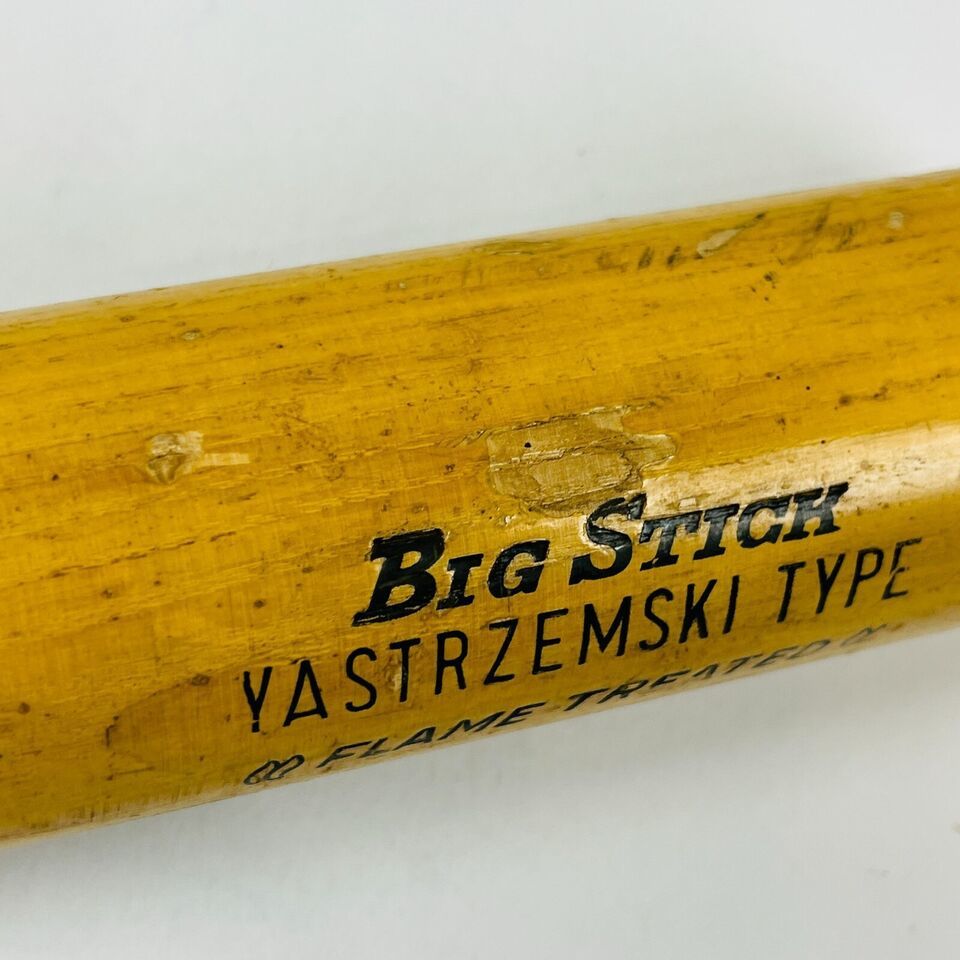 BIG STICK
YASTRZEMSKI TYPE
∞ FLAME TREATED ∞